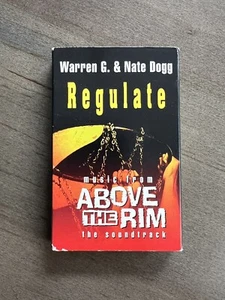 Warren G. & Nate Dogg
Regulate
music from
ABOVE
THE RIM
the soundtrack